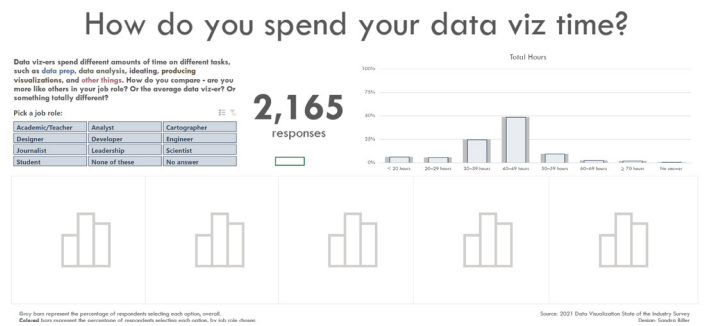 How do you spend your data viz time?
Data viz-ers spend different amounts of time on different tasks,
such as data prep, data analysis, ideating, producing
visualizations, and other things. How do you compare - are you
more like others in your job role? Or the average data viz-er? Or
something totally different?
Pick a job role:
Academic/Teacher Analyst Cartographer
Designer Developer Engineer
Journalist Leadership Scientist
Student None of these No answer
2,165
responses
Total Hours
100%
75%
50%
25%
0%
< 20 hours 20–29 hours 30–39 hours 40–49 hours 50–59 hours 60–69 hours ≥ 70 hours No answer
Grey bars represent the percentage of respondents selecting each option, overall.
Colored bars represent the percentage of respondents selecting each option, by job role chosen
Source: 2021 Data Visualization State of the Industry Survey
Design: Sandra Biller